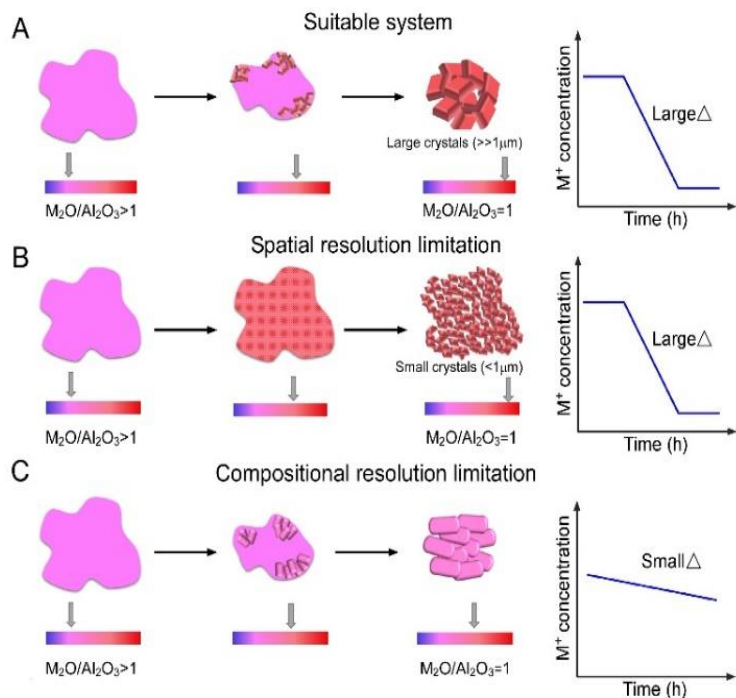 A
Suitable system
Large crystals (>>1μm)
M₂O/Al₂O₃>1
M₂O/Al₂O₃=1
M⁺ concentration
Large△
Time (h)
B
Spatial resolution limitation
Small crystals (<1μm)
M₂O/Al₂O₃>1
M₂O/Al₂O₃=1
M⁺ concentration
Large△
Time (h)
C
Compositional resolution limitation
M₂O/Al₂O₃>1
M₂O/Al₂O₃=1
M⁺ concentration
Small△
Time (h)